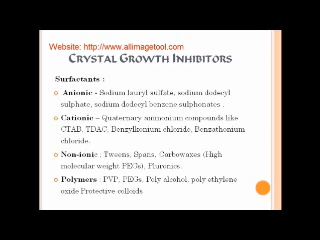 Website: http://www.allimagetool.com
CRYSTAL GROWTH INHIBITORS
Surfactants :
Anionic - Sodium lauryl sulfate, sodium dodecyl
sulphate, sodium dodecyl benzene sulphonates .
Cationic – Quaternary ammonium compounds like
CTAB, TDAC, Benzyllkonium chloride, Benzothonium
chloride.
Non-ionic : Tweens, Spans, Carbowaxes (High
molecular weight PEGs), Pluronics
Polymers : PVP, PEGs, Poly alcohol, poly ethylene
oxide Protective colloids